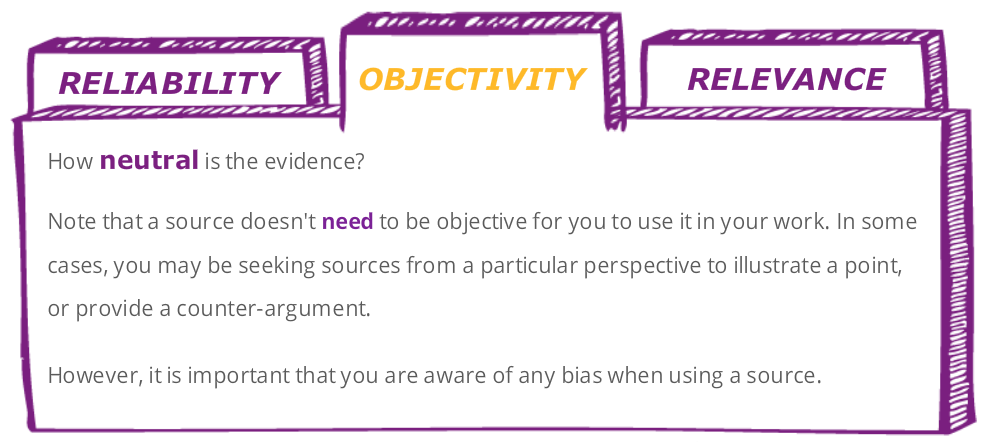 RELIABILITY
OBJECTIVITY
RELEVANCE
How neutral is the evidence?
Note that a source doesn't need to be objective for you to use it in your work. In some
cases, you may be seeking sources from a particular perspective to illustrate a point,
or provide a counter-argument.
However, it is important that you are aware of any bias when using a source.